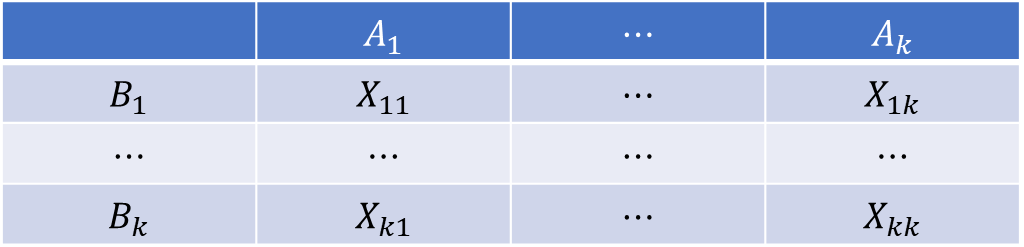 A₁ ⋯ Aₖ
B₁ X₁₁ ⋯ X₁ₖ
⋯ ⋯ ⋯ ⋯
Bₖ Xₖ₁ ⋯ Xₖₖ